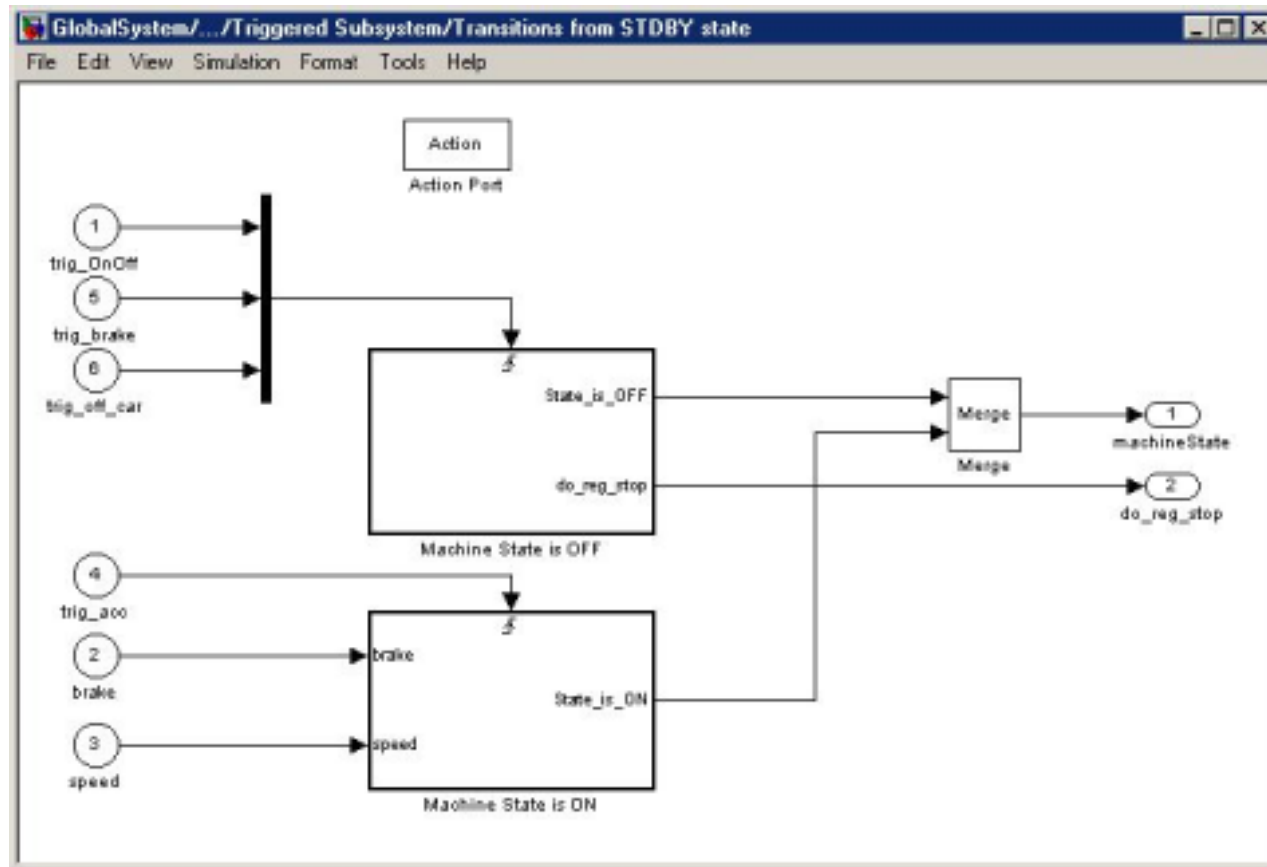 GlobalSystem/.../Triggered Subsystem/Transitions from STDBY state
File Edit View Simulation Format Tools Help
Action
Action Port
1
trig_OnOff
5
trig_brake
6
trig_off_car
State_is_OFF
do_reg_stop
Machine State is OFF
Merge
Merge
1
machineState
2
do_reg_stop
4
trig_acc
2
brake
3
speed
brake
speed
State_is_ON
Machine State is ON